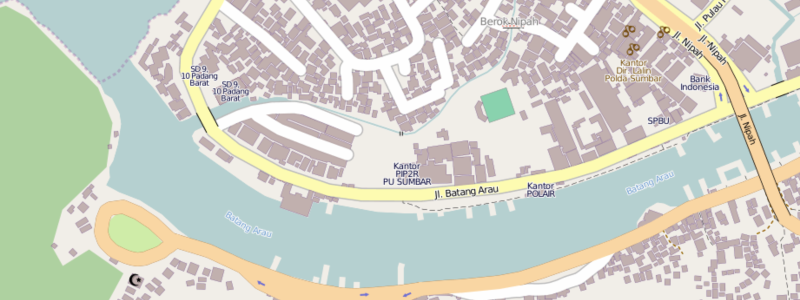 Berok Nipah
Jl. Pulau
Jl. Nipah
Jl. Nipah
Kantor
Dir. Lalin
Polda Sumbar
Bank
Indonesia
SD 9
10 Padang
Barat
SD 9
10 Padang
Barat
SPBU
Jl. Nipah
Kantor
PIP2R
PU SUMBAR
Jl. Batang Arau
Kantor
POLAIR
Batang Arau
Batang Arau